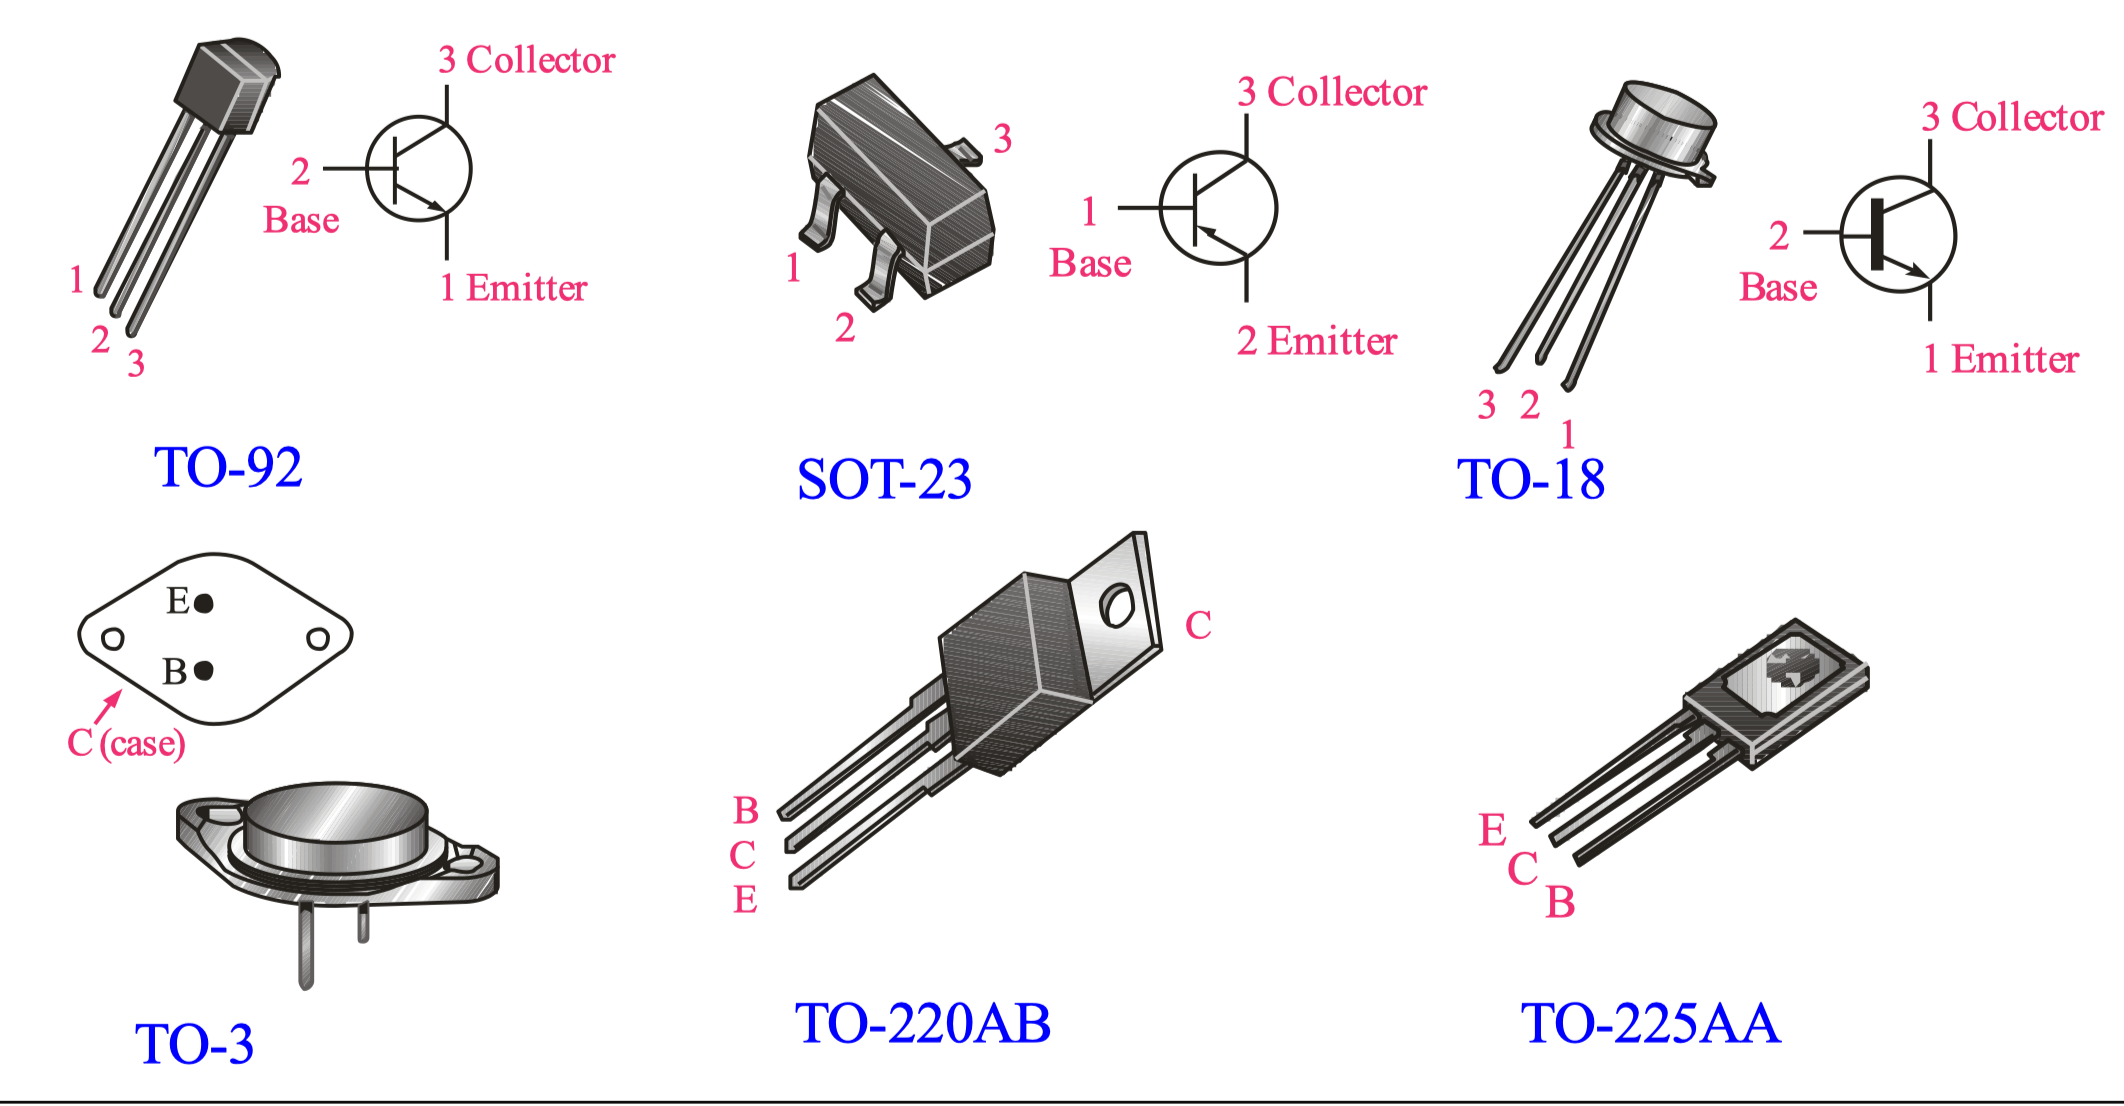 3 Collector
2
Base
1 Emitter
1
2
3
TO-92
3
1
2
3 Collector
1
Base
2 Emitter
SOT-23
3 2
1
3 Collector
2
Base
1 Emitter
TO-18
E
B
C (case)
TO-3
C
B
C
E
TO-220AB
E
C
B
TO-225AA